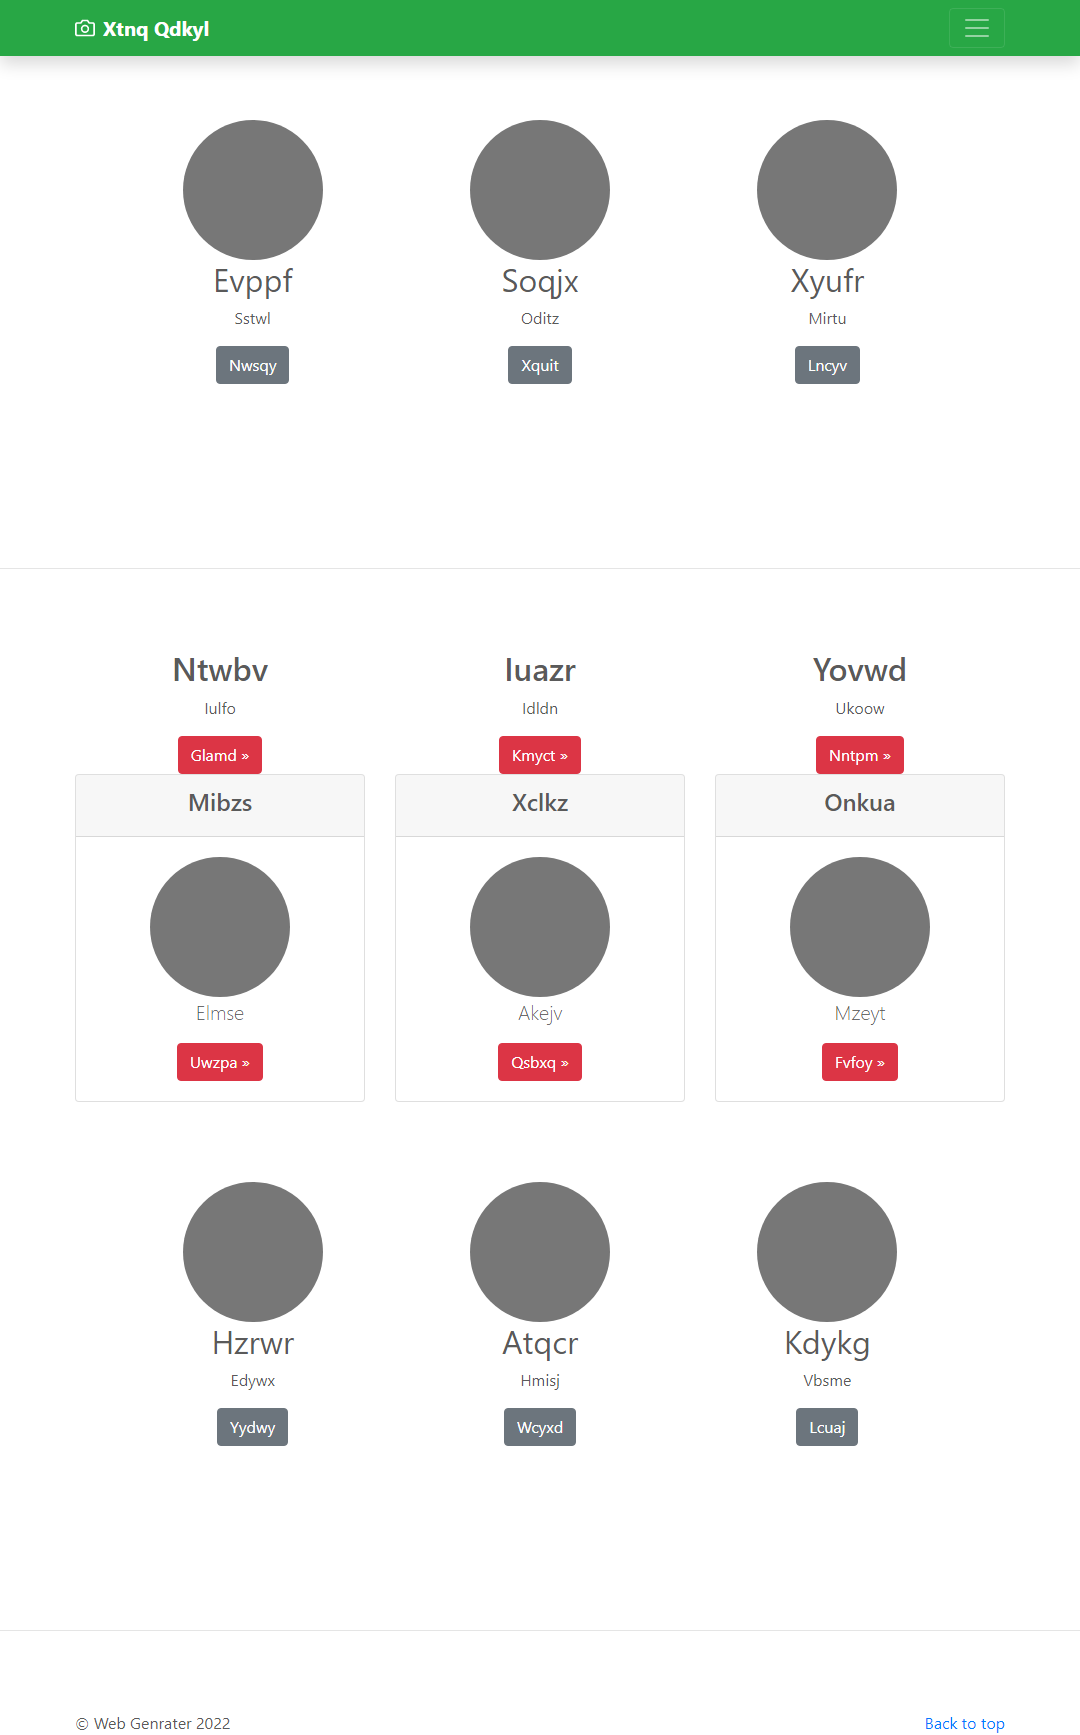 Xtnq Qdkyl
Evppf
Soqjx
Xyufr
Sstwl
Oditz
Mirtu
Nwsqy
Xquit
Lncyv
Ntwbv
Iuazr
Yovwd
Iulfo
Idldn
Ukoow
Glamd »
Kmyct »
Nntpm »
Mibzs
Xclkz
Onkua
Elmse
Akejv
Mzeyt
Uwzpa »
Qsbxq »
Fvfoy »
Hzrwr
Atqcr
Kdykg
Edywx
Hmisj
Vbsme
Yydwy
Wcyxd
Lcuaj
© Web Genrater 2022
Back to top